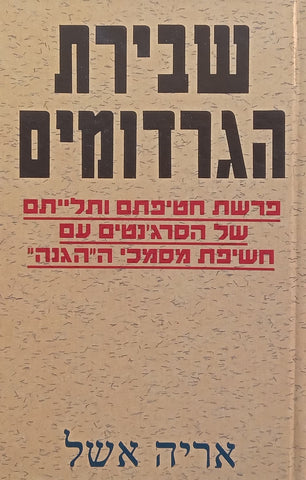 שבירת
הגרדומים
פרשת חטיפתם ותלייתם
של הסרג'נטים עם
חשיפת מסמכי ה"הגנה"
אריה אשל